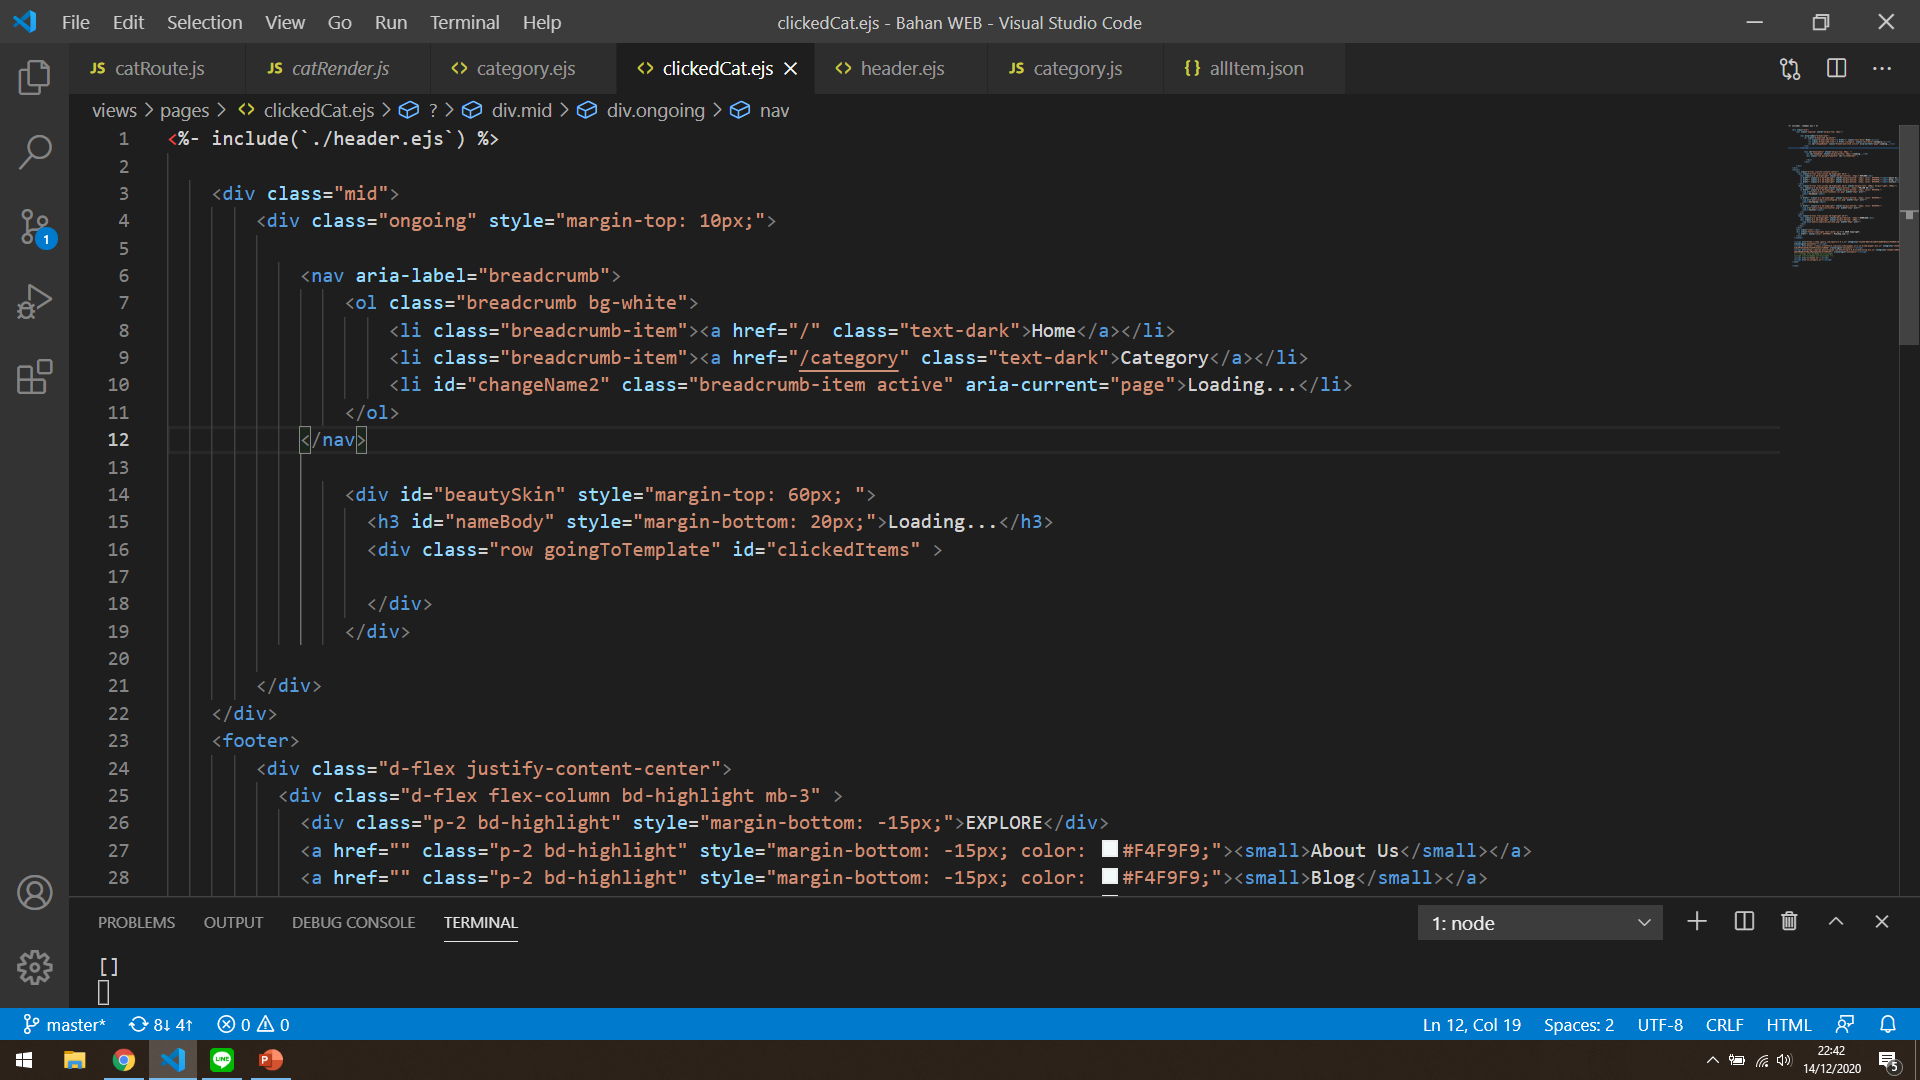 File Edit Selection View Go Run Terminal Help clickedCat.ejs - Bahan WEB - Visual Studio Code
JS catRoute.js JS catRender.js <> category.ejs <> clickedCat.ejs <> header.ejs JS category.js {} allItem.json
views > pages > <> clickedCat.ejs > ? > div.mid > div.ongoing > nav
1 <%- include(`./header.ejs`) %>
2
3 <div class="mid">
4 <div class="ongoing" style="margin-top: 10px;">
5
6 <nav aria-label="breadcrumb">
7 <ol class="breadcrumb bg-white">
8 <li class="breadcrumb-item"><a href="/" class="text-dark">Home</a></li>
9 <li class="breadcrumb-item"><a href="/category" class="text-dark">Category</a></li>
10 <li id="changeName2" class="breadcrumb-item active" aria-current="page">Loading...</li>
11 </ol>
12 </nav>
13
14 <div id="beautySkin" style="margin-top: 60px; ">
15 <h3 id="nameBody" style="margin-bottom: 20px;">Loading...</h3>
16 <div class="row goingToTemplate" id="clickedItems" >
17
18 </div>
19 </div>
20
21 </div>
22 </div>
23 <footer>
24 <div class="d-flex justify-content-center">
25 <div class="d-flex flex-column bd-highlight mb-3" >
26 <div class="p-2 bd-highlight" style="margin-bottom: -15px;">EXPLORE</div>
27 <a href="" class="p-2 bd-highlight" style="margin-bottom: -15px; color: #F4F9F9;"><small>About Us</small></a>
28 <a href="" class="p-2 bd-highlight" style="margin-bottom: -15px; color: #F4F9F9;"><small>Blog</small></a>
1
PROBLEMS OUTPUT DEBUG CONSOLE TERMINAL 1: node
[]
master* 8↓ 4↑ 0 0 Ln 12, Col 19 Spaces: 2 UTF-8 CRLF HTML
LINE P 22:42
14/12/2020 5